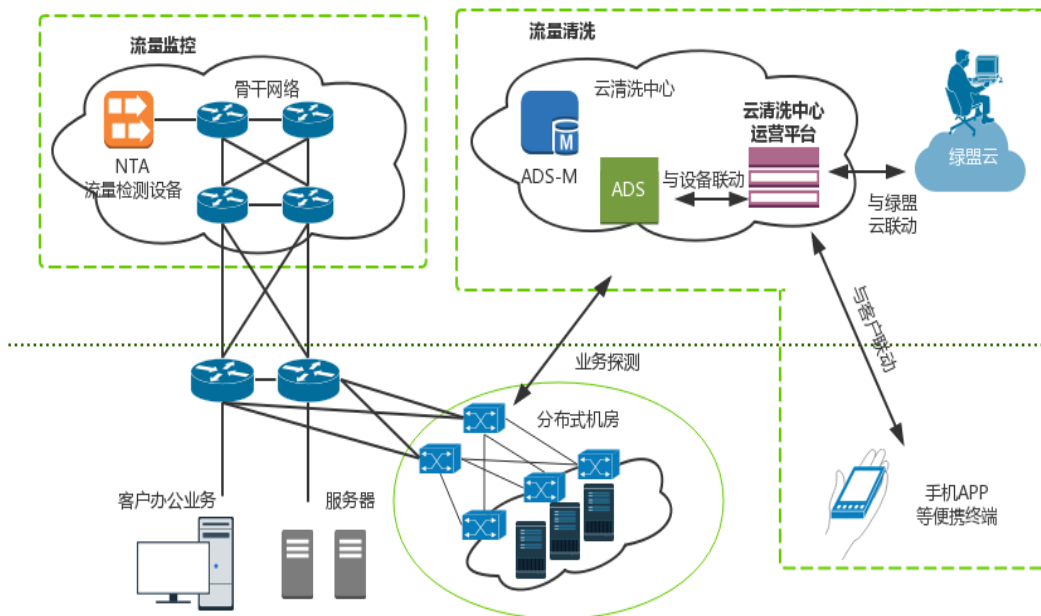 流量监控
骨干网络
NTA
流量检测设备
流量清洗
云清洗中心
ADS-M
M
ADS
与设备联动
云清洗中心
运营平台
绿盟云
与绿盟
云联动
与客户联动
业务探测
分布式机房
客户办公业务
服务器
手机APP
等便携终端